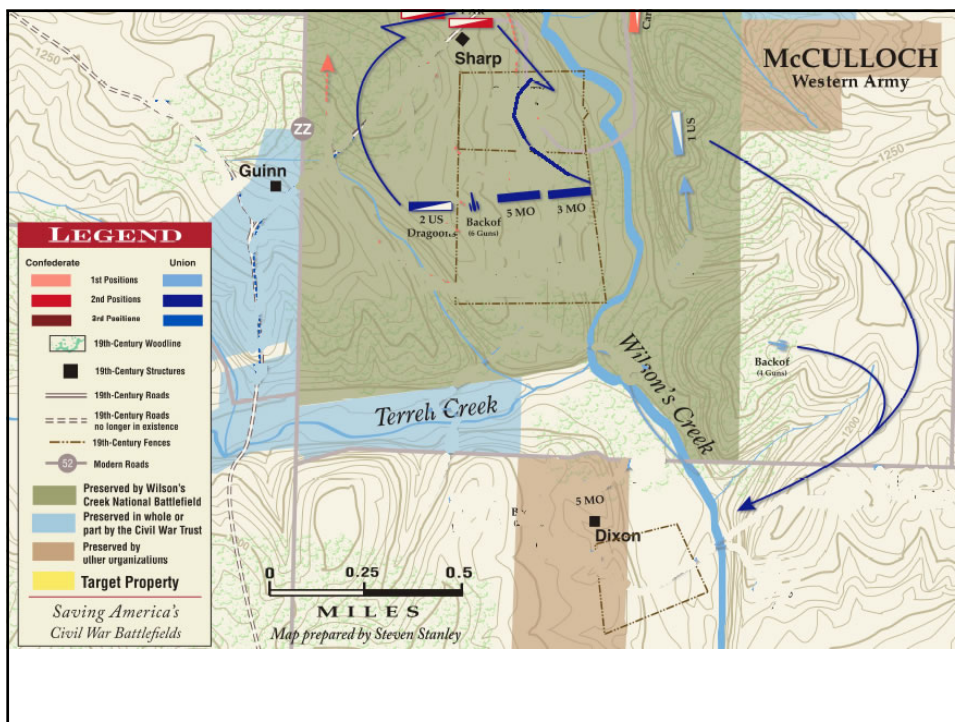 McCULLOCH
Western Army
Sharp
1250
ZZ
1 US
Guinn
1250
2 US
Dragoons
Backof
(6 Guns)
5 MO
3 MO
Wilson's Creek
Backof
(4 Guns)
Terrell Creek
1200
5 MO
Dixon
LEGEND
Confederate
Union
1st Positions
2nd Positions
3rd Positions
19th-Century Woodline
19th-Century Structures
19th-Century Roads
19th-Century Roads
no longer in existence
19th-Century Fences
52
Modern Roads
Preserved by Wilson's
Creek National Battlefield
Preserved in whole or
part by the Civil War Trust
Preserved by
other organizations
Target Property
Saving America's
Civil War Battlefields
0
0.25
0.5
MILES
Map prepared by Steven Stanley